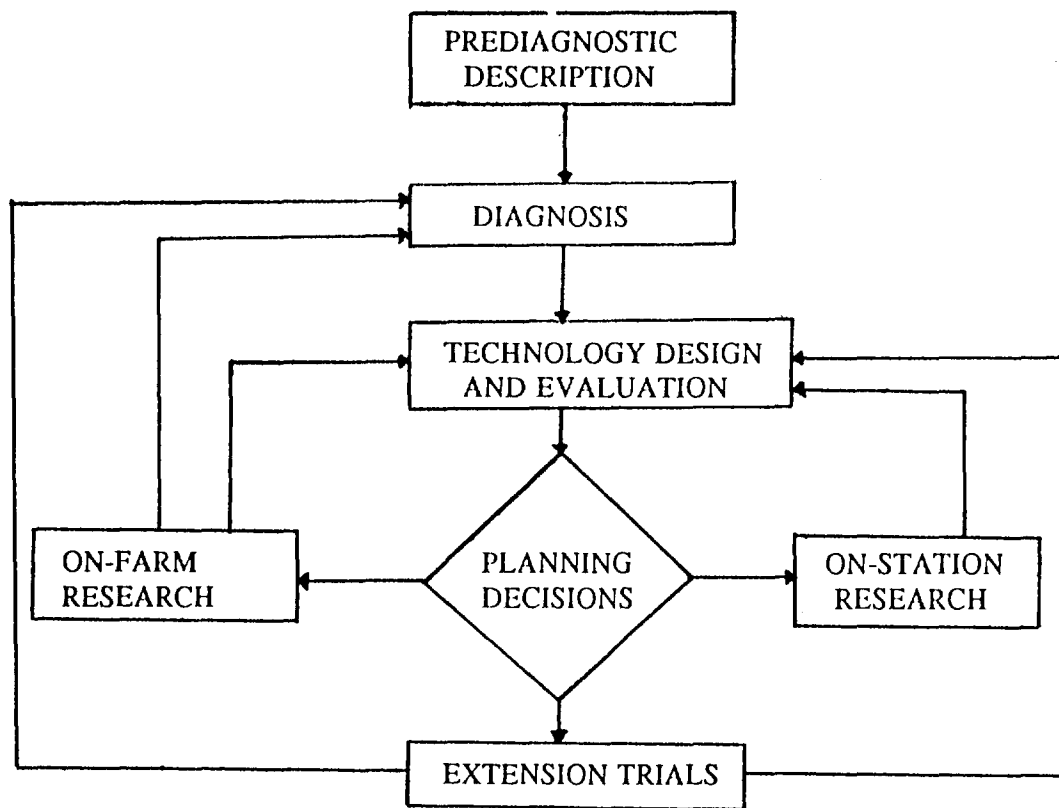 PREDIAGNOSTIC
DESCRIPTION
DIAGNOSIS
TECHNOLOGY DESIGN
AND EVALUATION
ON-FARM
RESEARCH
PLANNING
DECISIONS
ON-STATION
RESEARCH
EXTENSION TRIALS